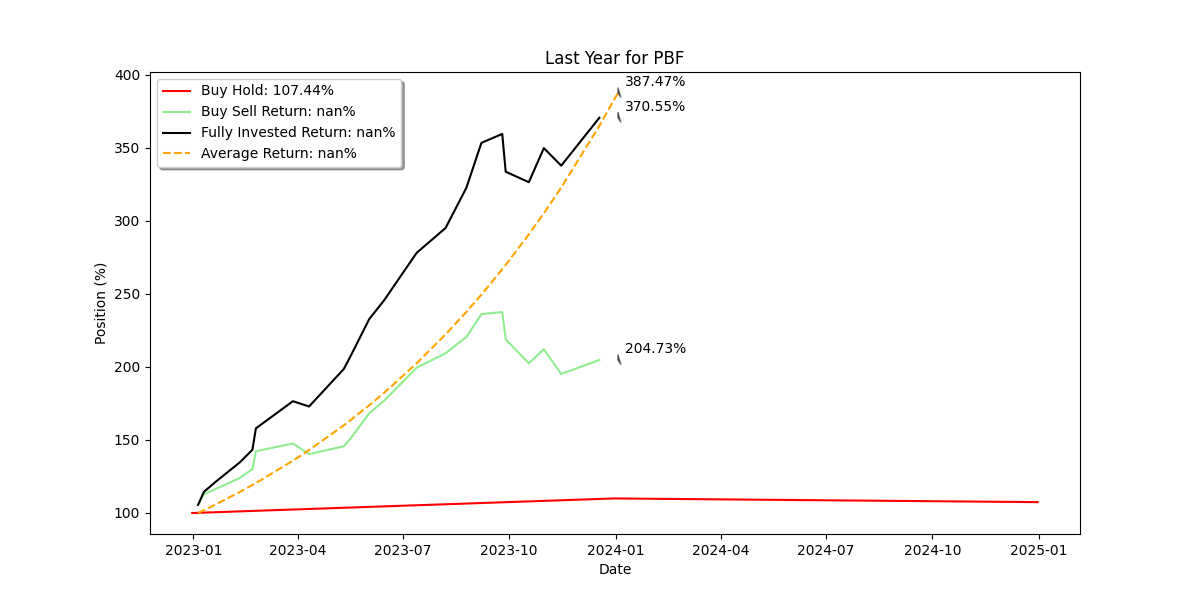 Last Year for PBF
400
350
300
250
200
150
100
Position (%)
Buy Hold: 107.44%
Buy Sell Return: nan%
Fully Invested Return: nan%
Average Return: nan%
387.47%
370.55%
204.73%
2023-01
2023-04
2023-07
2023-10
2024-01
2024-04
2024-07
2024-10
2025-01
Date